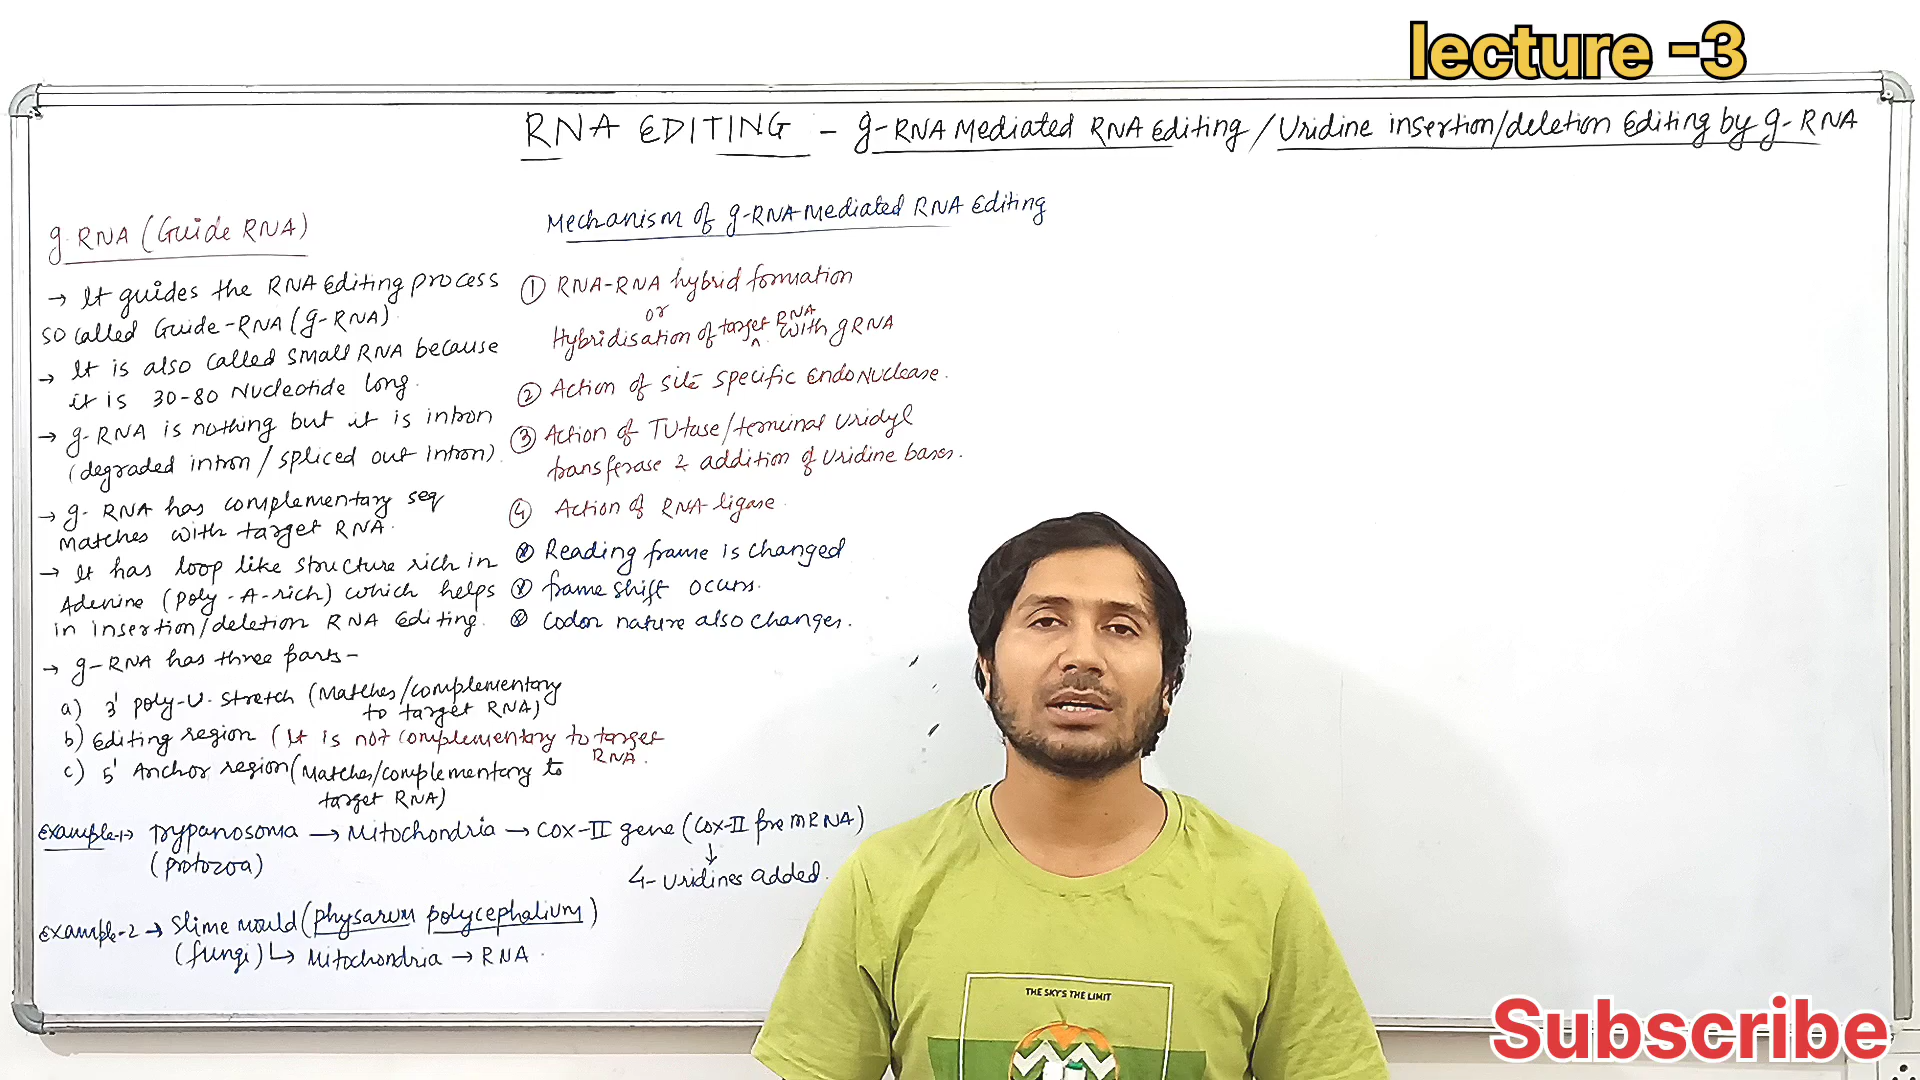 lecture -3
RNA EDITING - g-RNA Mediated RNA Editing / Uridine insertion/deletion Editing by g-RNA
g RNA (Guide RNA)
→ It guides the RNA Editing process
so called Guide-RNA (g-RNA).
→ It is also called small RNA because
it is 30-80 Nucleotide long.
→ g-RNA is nothing but it is intron
(degraded intron / spliced out intron).
→ g-RNA has complementary seq
Matches with target RNA.
→ It has loop like structure rich in
Adenine (poly-A-rich) which helps
in insertion/deletion RNA Editing.
→ g-RNA has three parts-
a) 3' poly-U. stretch (Matches/complementary
to target RNA)
b) Editing region (It is not complementary to target
RNA.
c) 5' Anchor region (Matches/complementary to
target RNA)
Example-1→ Trypanosoma → Mitochondria → COX-II gene (COX-II pre mRNA)
(protozoa)
↓
4-Uridines added.
Example-2 → Slime mould (physarum polycephalium)
(fungi) ↳ Mitochondria → RNA.
Mechanism of g-RNA-Mediated RNA Editing
① RNA-RNA hybrid formation
or
Hybridisation of target RNA with g RNA
② Action of site specific endonuclease.
③ Action of TUtase/terminal Uridyl
transferase & addition of Uridine bases.
④ Action of RNA-ligase.
⊗ Reading frame is changed
⊗ frame shift occurs.
⊗ Codon nature also changes.
THE SKY'S THE LIMIT
Subscribe